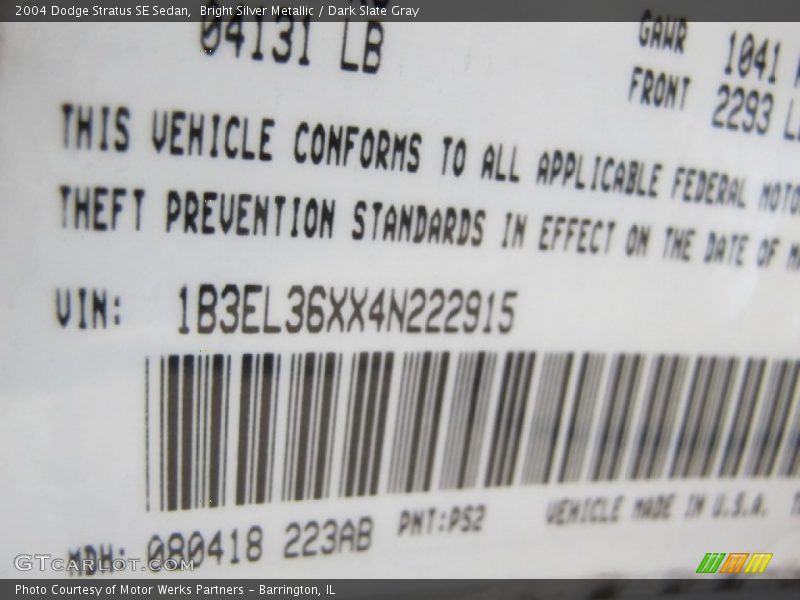 2004 Dodge Stratus SE Sedan,  Bright Silver Metallic / Dark Slate Gray
04131 LB
GAWR 1041
FRONT 2293
THIS VEHICLE CONFORMS TO ALL APPLICABLE FEDERAL
THEFT PREVENTION STANDARDS IN EFFECT ON THE DATE OF
VIN: 1B3EL36XX4N222915
MDH: 080418 223AB PNT:PS2 VEHICLE MADE IN U.S.A.
GTCARLOT.COM
Photo Courtesy of Motor Werks Partners – Barrington, IL